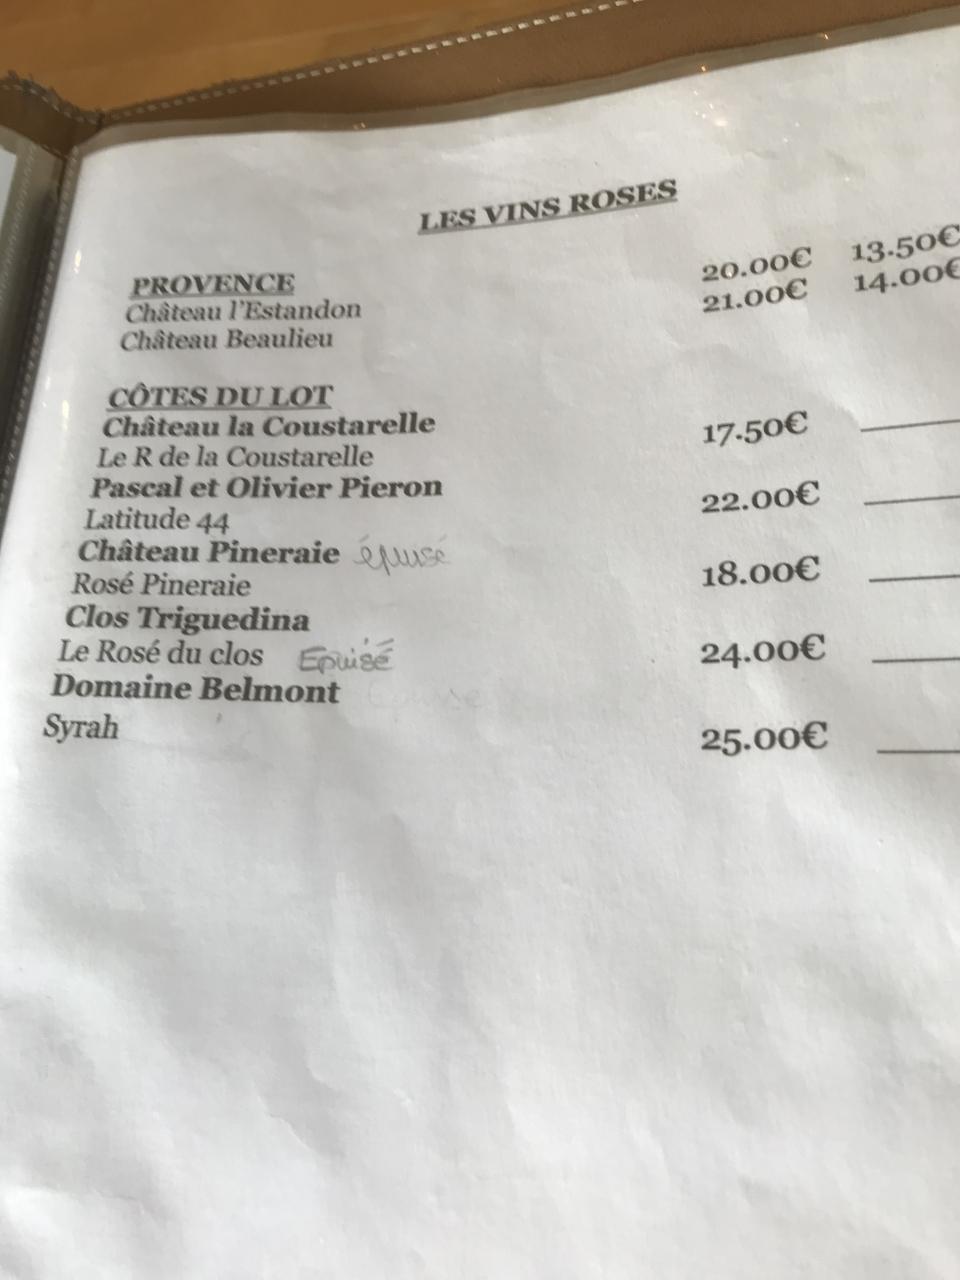 LES VINS ROSES
PROVENCE
Château l'Estandon 20.00€ 13.50€
Château Beaulieu 21.00€ 14.00€
CÔTES DU LOT
Château la Coustarelle
Le R de la Coustarelle 17.50€
Pascal et Olivier Pieron
Latitude 44 22.00€
Château Pineraie épuisé
Rosé Pineraie 18.00€
Clos Triguedina
Le Rosé du clos Epuisé 24.00€
Domaine Belmont Epuisé
Syrah 25.00€